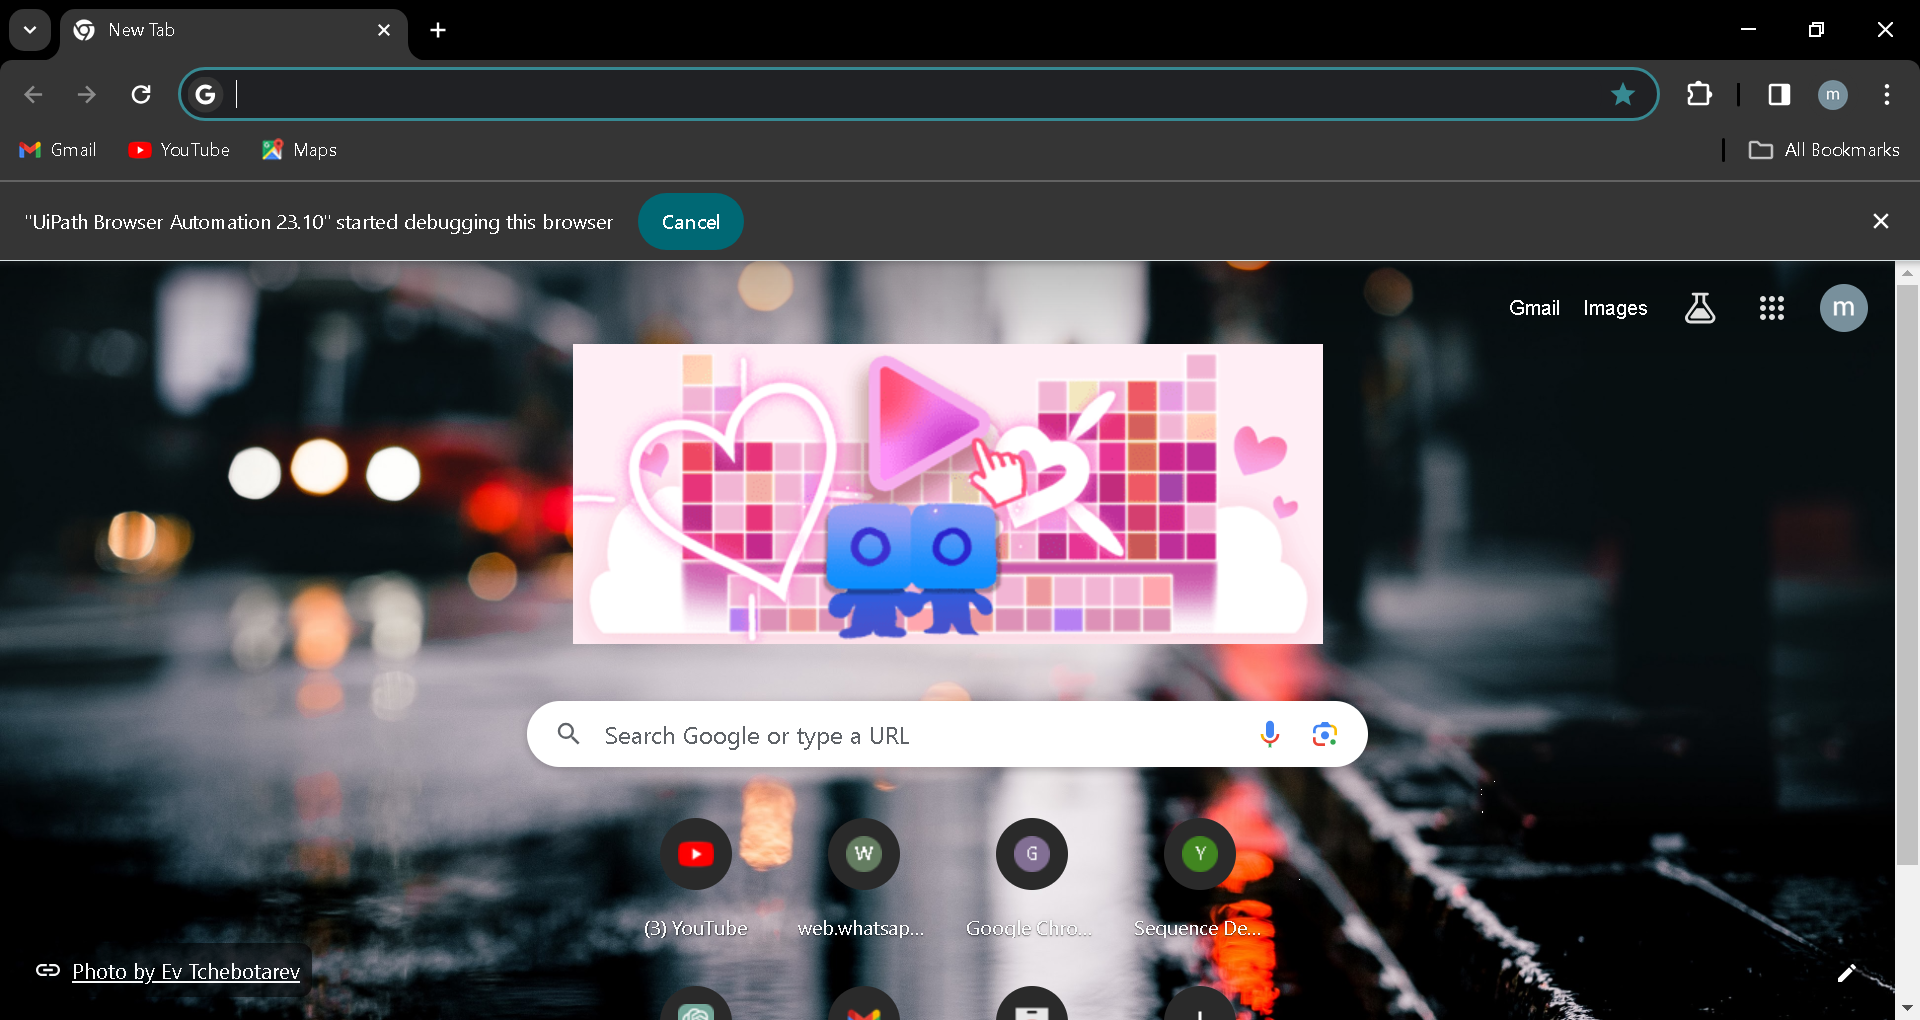 New Tab
G
m
Gmail
YouTube
Maps
All Bookmarks
"UiPath Browser Automation 23.10" started debugging this browser
Cancel
Gmail
Images
m
Search Google or type a URL
W
G
Y
(3) YouTube
web.whatsap...
Google Chro...
Sequence De...
Photo by Ev Tchebotarev